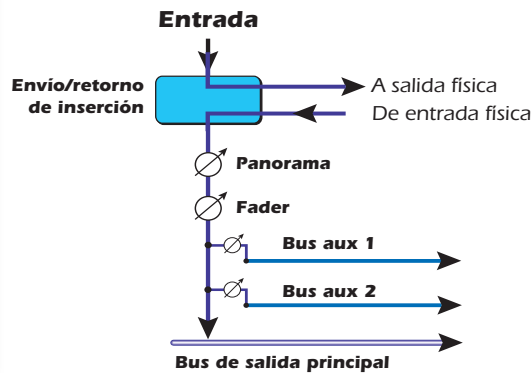 Entrada
Envío/retorno
de inserción
A salida física
De entrada física
Panorama
Fader
Bus aux 1
Bus aux 2
Bus de salida principal